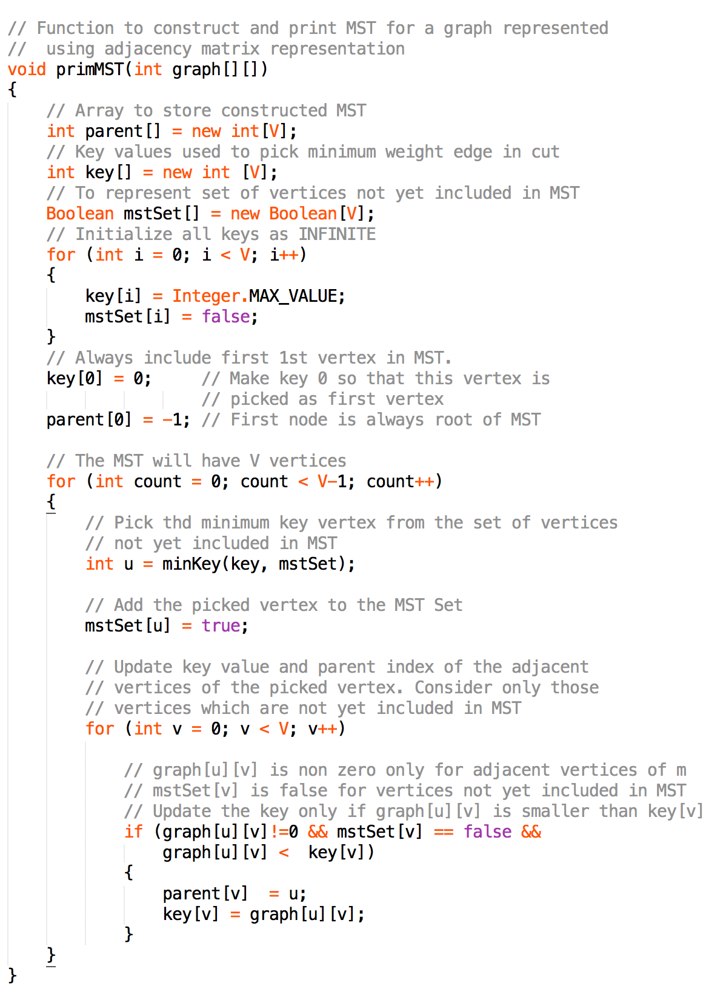 // Function to construct and print MST for a graph represented
//  using adjacency matrix representation
void primMST(int graph[][])
{
    // Array to store constructed MST
    int parent[] = new int[V];
    // Key values used to pick minimum weight edge in cut
    int key[] = new int [V];
    // To represent set of vertices not yet included in MST
    Boolean mstSet[] = new Boolean[V];
    // Initialize all keys as INFINITE
    for (int i = 0; i < V; i++)
    {
        key[i] = Integer.MAX_VALUE;
        mstSet[i] = false;
    }
    // Always include first 1st vertex in MST.
    key[0] = 0;     // Make key 0 so that this vertex is
                    // picked as first vertex
    parent[0] = -1; // First node is always root of MST

    // The MST will have V vertices
    for (int count = 0; count < V-1; count++)
    {
        // Pick thd minimum key vertex from the set of vertices
        // not yet included in MST
        int u = minKey(key, mstSet);

        // Add the picked vertex to the MST Set
        mstSet[u] = true;

        // Update key value and parent index of the adjacent
        // vertices of the picked vertex. Consider only those
        // vertices which are not yet included in MST
        for (int v = 0; v < V; v++)

            // graph[u][v] is non zero only for adjacent vertices of m
            // mstSet[v] is false for vertices not yet included in MST
            // Update the key only if graph[u][v] is smaller than key[v]
            if (graph[u][v]!=0 && mstSet[v] == false &&
                graph[u][v] <  key[v])
            {
                parent[v]  = u;
                key[v] = graph[u][v];
            }
    }
}